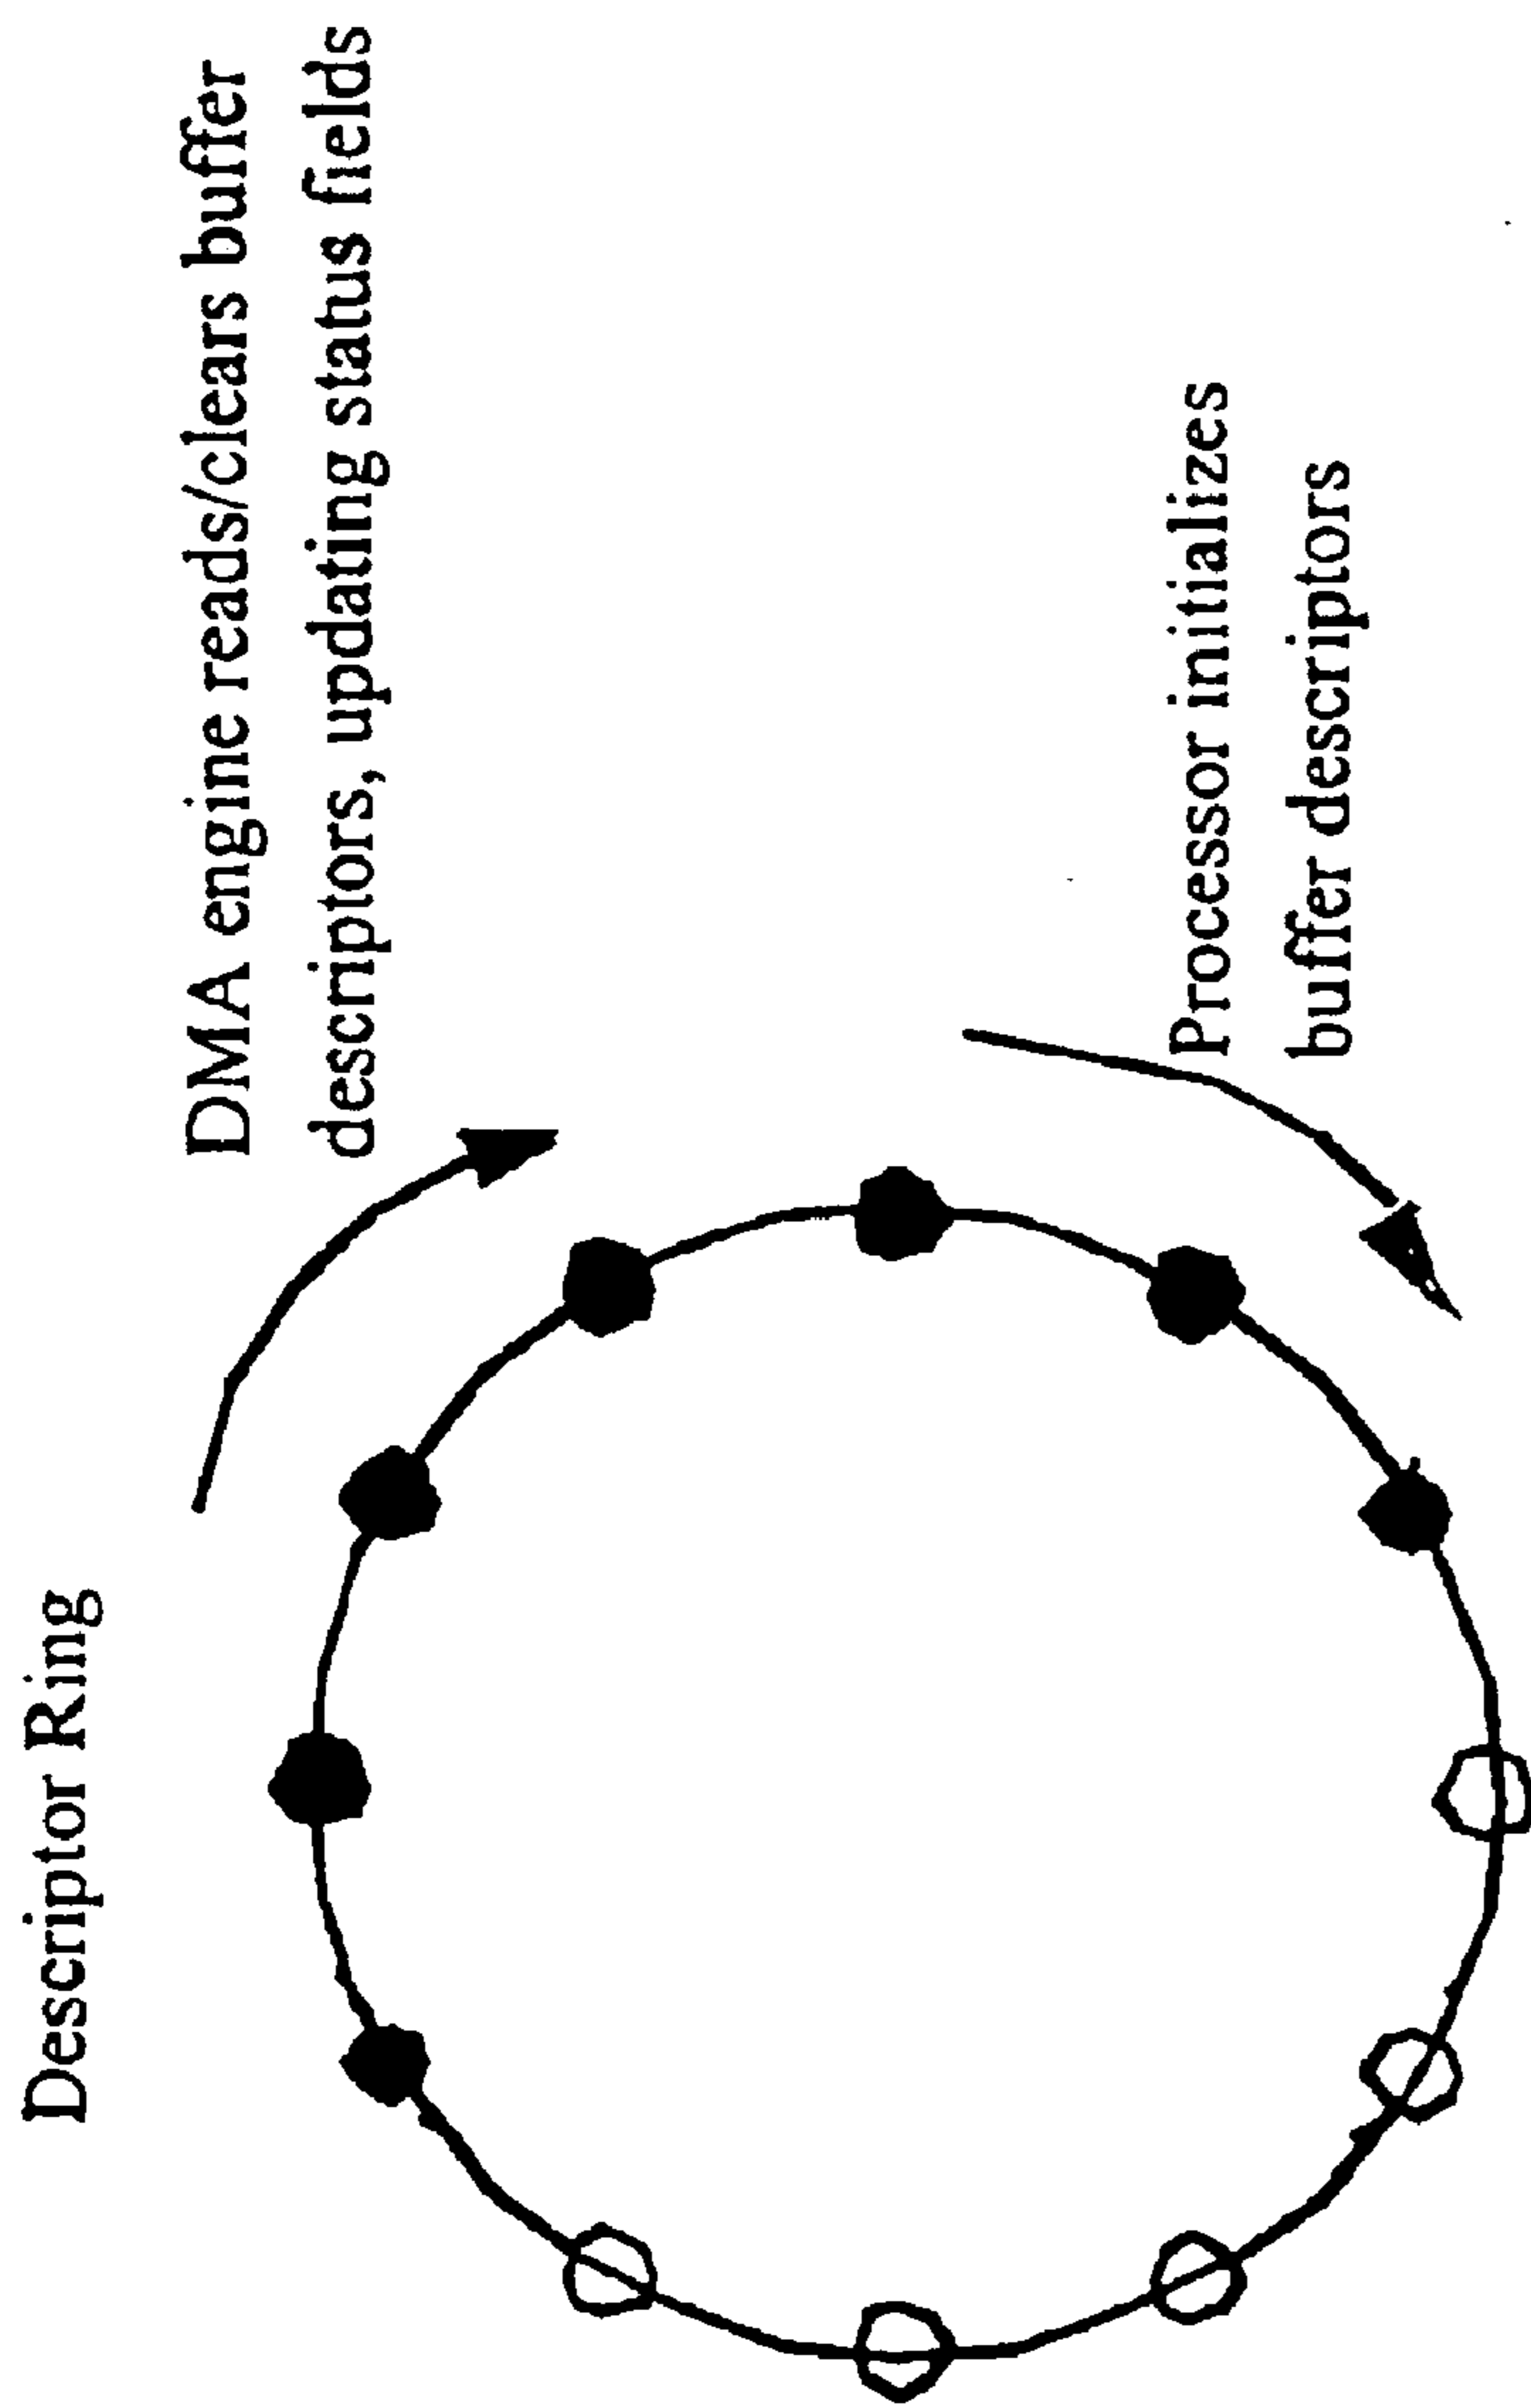 Descriptor Ring
DMA engine reads/clears buffer
descriptors, updating status fields
Processor initializes
buffer descriptors